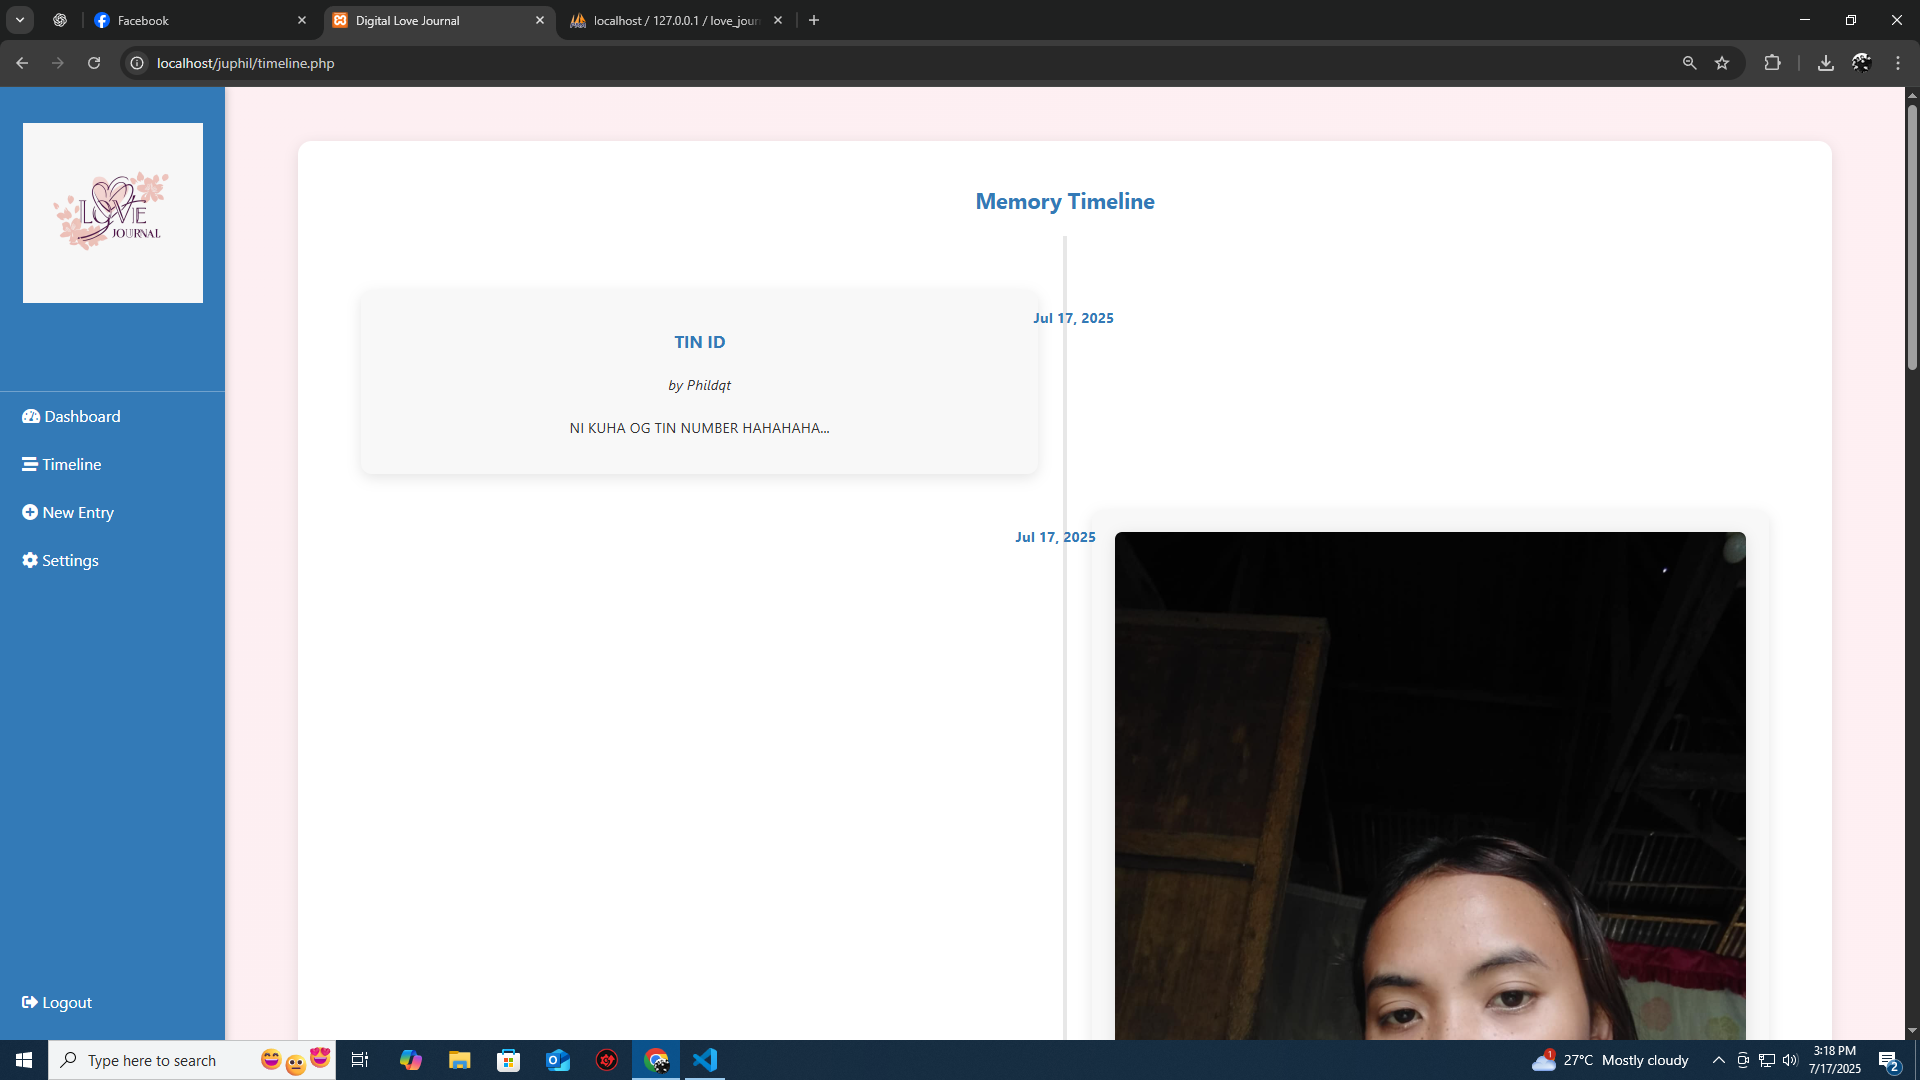 Facebook
Digital Love Journal
localhost / 127.0.0.1 / love_jour
localhost/juphil/timeline.php
LOVE
JOURNAL
Dashboard
Timeline
New Entry
Settings
Logout
Memory Timeline
Jul 17, 2025
TIN ID
by Phildqt
NI KUHA OG TIN NUMBER HAHAHAHA...
Jul 17, 2025
Type here to search
1
27°C Mostly cloudy
3:18 PM
7/17/2025
2